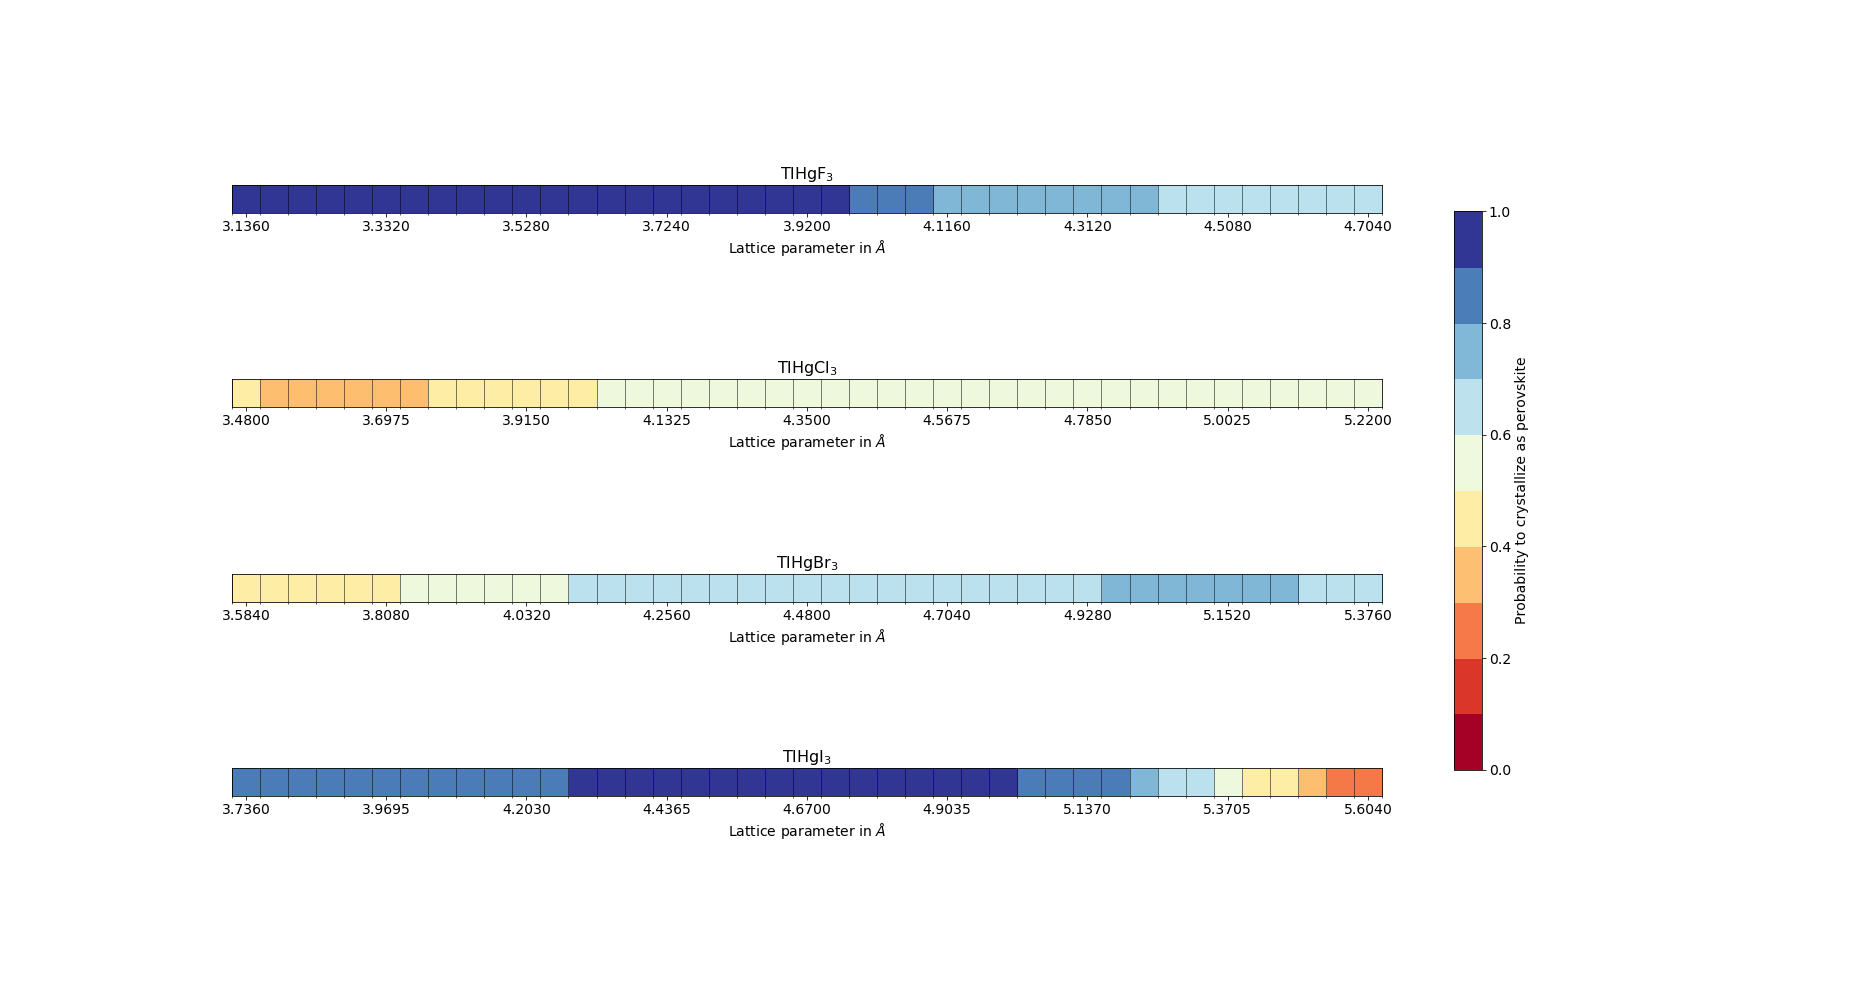 TlHgF₃
3.1360 3.3320 3.5280 3.7240 3.9200 4.1160 4.3120 4.5080 4.7040
Lattice parameter in Å
TlHgCl₃
3.4800 3.6975 3.9150 4.1325 4.3500 4.5675 4.7850 5.0025 5.2200
Lattice parameter in Å
TlHgBr₃
3.5840 3.8080 4.0320 4.2560 4.4800 4.7040 4.9280 5.1520 5.3760
Lattice parameter in Å
TlHgI₃
3.7360 3.9695 4.2030 4.4365 4.6700 4.9035 5.1370 5.3705 5.6040
Lattice parameter in Å
1.0
0.8
0.6
0.4
0.2
0.0
Probability to crystallize as perovskite